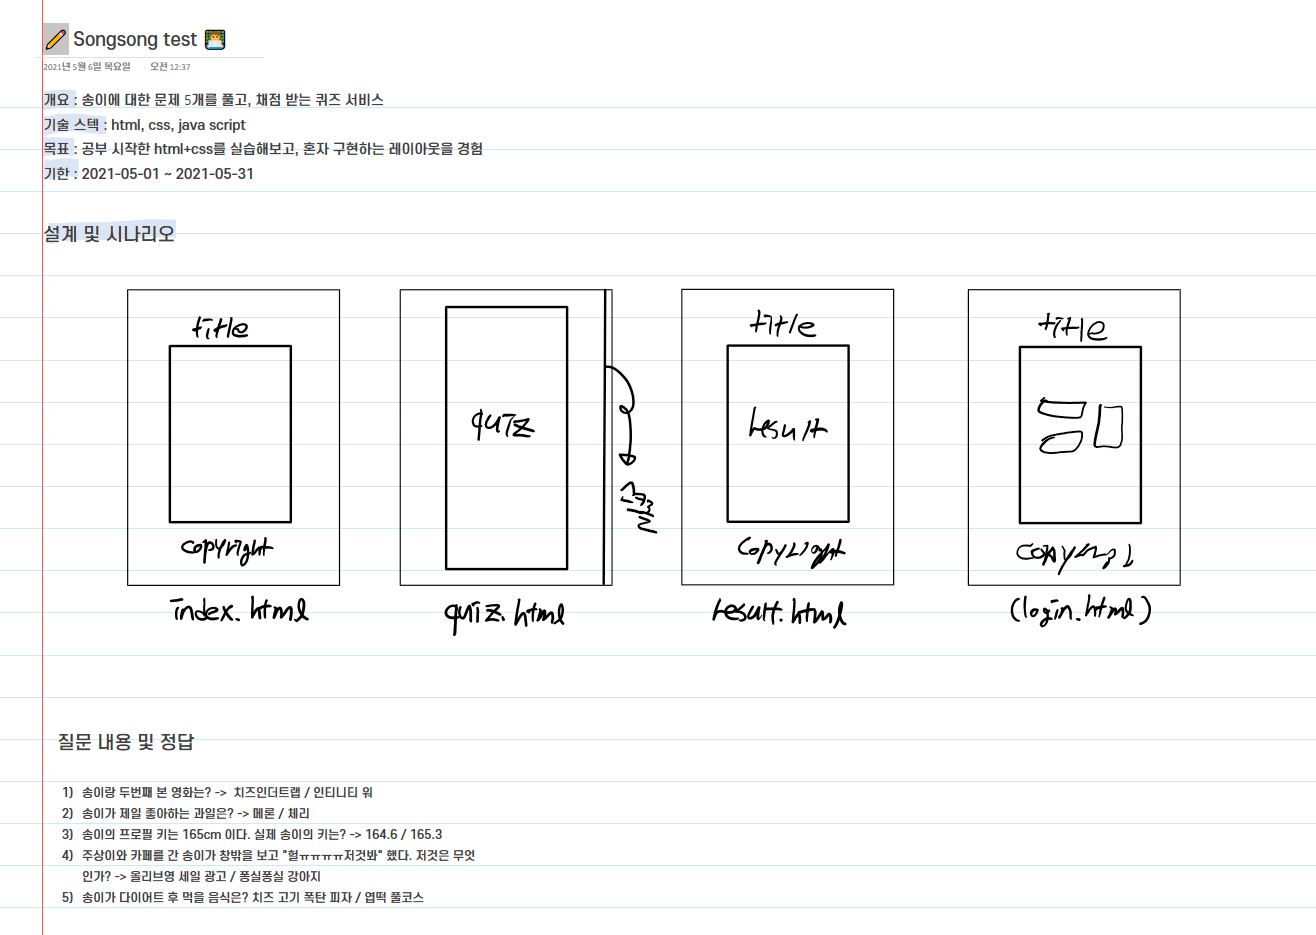 ✏️ Songsong test 👨‍💻
2021년 5월 6일 목요일 오전 12:37
개요 : 송이에 대한 문제 5개를 풀고, 채점 받는 퀴즈 서비스
기술 스텍 : html, css, java script
목표 : 공부 시작한 html+css를 실습해보고, 혼자 구현하는 레이아웃을 경험
기한 : 2021-05-01 ~ 2021-05-31
설계 및 시나리오
title
copyright
index.html
quiz
스크롤
quiz.html
title
result
copyright
result.html
title
(login.html)
질문 내용 및 정답
1) 송이랑 두번째 본 영화는? -> 치즈인더트랩 / 인티니티 워
2) 송이가 제일 좋아하는 과일은? -> 메론 / 체리
3) 송이의 프로필 키는 165cm 이다. 실제 송이의 키는? -> 164.6 / 165.3
4) 주상이와 카페를 간 송이가 창밖을 보고 "헐ㅠㅠㅠㅠ저것봐" 했다. 저것은 무엇
인가? -> 올리브영 세일 광고 / 퐁실퐁실 강아지
5) 송이가 다이어트 후 먹을 음식은? 치즈 고기 폭탄 피자 / 엽떡 풀코스